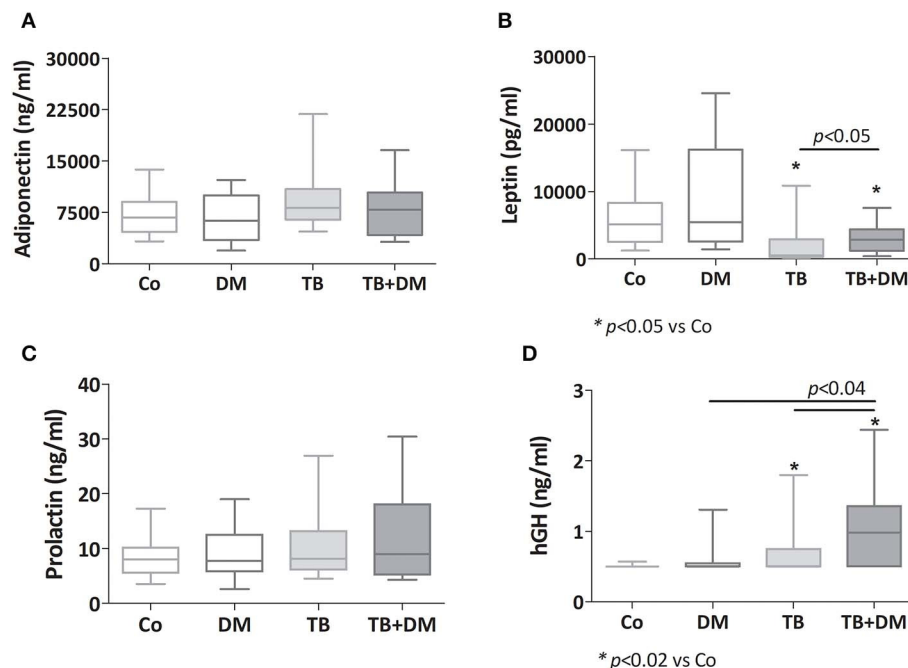 A
Adiponectin (ng/ml)
30000
22500
15000
7500
0
Co DM TB TB+DM
B
Leptin (pg/ml)
30000
20000
10000
0
p<0.05
*
*
Co DM TB TB+DM
* p<0.05 vs Co
C
Prolactin (ng/ml)
40
30
20
10
0
Co DM TB TB+DM
D
hGH (ng/ml)
3
2
1
0
p<0.04
*
*
Co DM TB TB+DM
* p<0.02 vs Co